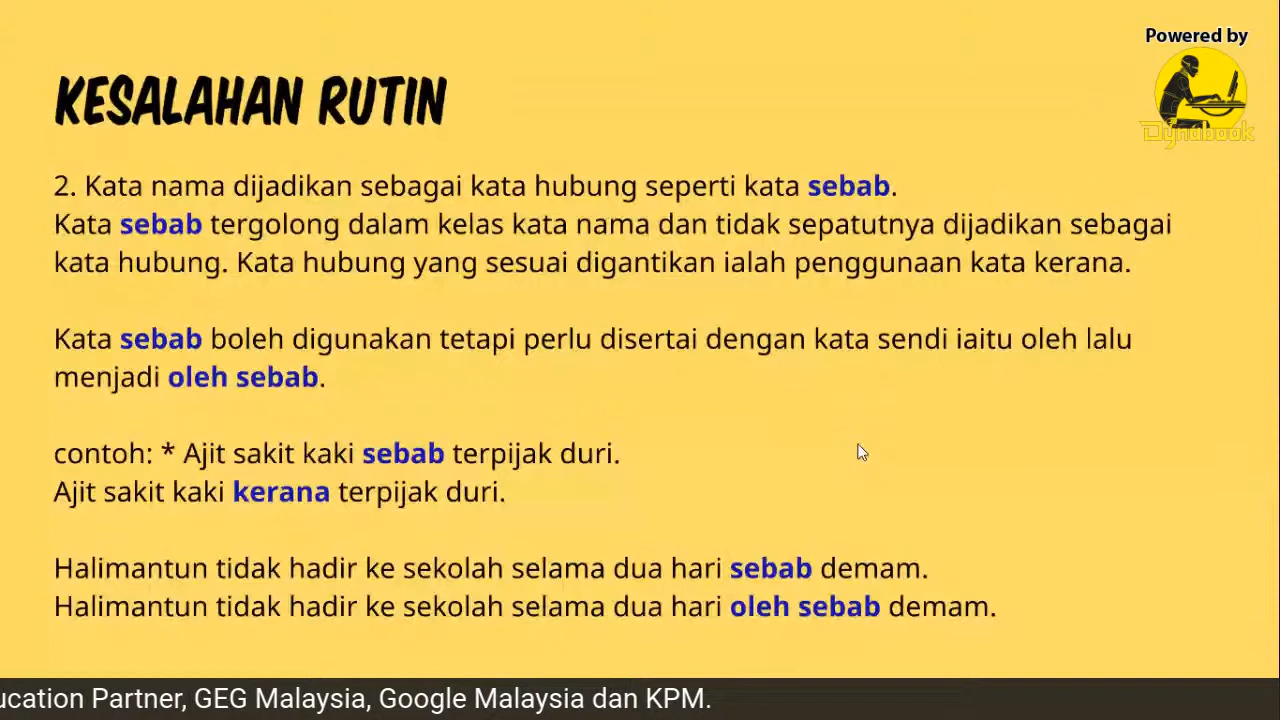 Powered by
Dynabook
KESALAHAN RUTIN
2. Kata nama dijadikan sebagai kata hubung seperti kata sebab.
Kata sebab tergolong dalam kelas kata nama dan tidak sepatutnya dijadikan sebagai
kata hubung. Kata hubung yang sesuai digantikan ialah penggunaan kata kerana.
Kata sebab boleh digunakan tetapi perlu disertai dengan kata sendi iaitu oleh lalu
menjadi oleh sebab.
contoh: * Ajit sakit kaki sebab terpijak duri.
Ajit sakit kaki kerana terpijak duri.
Halimantun tidak hadir ke sekolah selama dua hari sebab demam.
Halimantun tidak hadir ke sekolah selama dua hari oleh sebab demam.
ucation Partner, GEG Malaysia, Google Malaysia dan KPM.